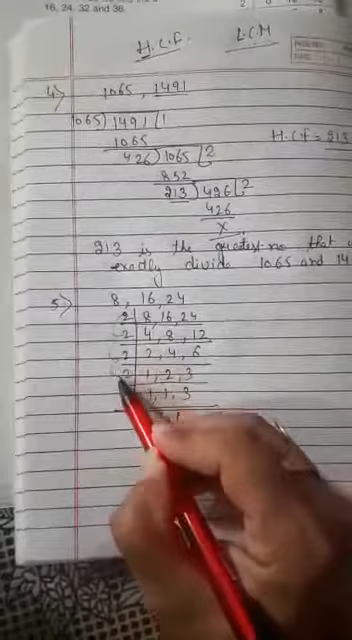 16, 24, 32 and 36.
H.C.F. L.C.M
4) 1065, 1491
1065) 1491 (1
1065
426) 1065 (2
H.C.F = 213
852
213) 426 (2
426
X
213 is the greatest no that
exactly divide 1065 and 14
5) 8, 16, 24
2 | 8, 16, 24
2 | 4, 8, 12
2 | 2, 4, 6
2 | 1, 2, 3
1, 1, 3